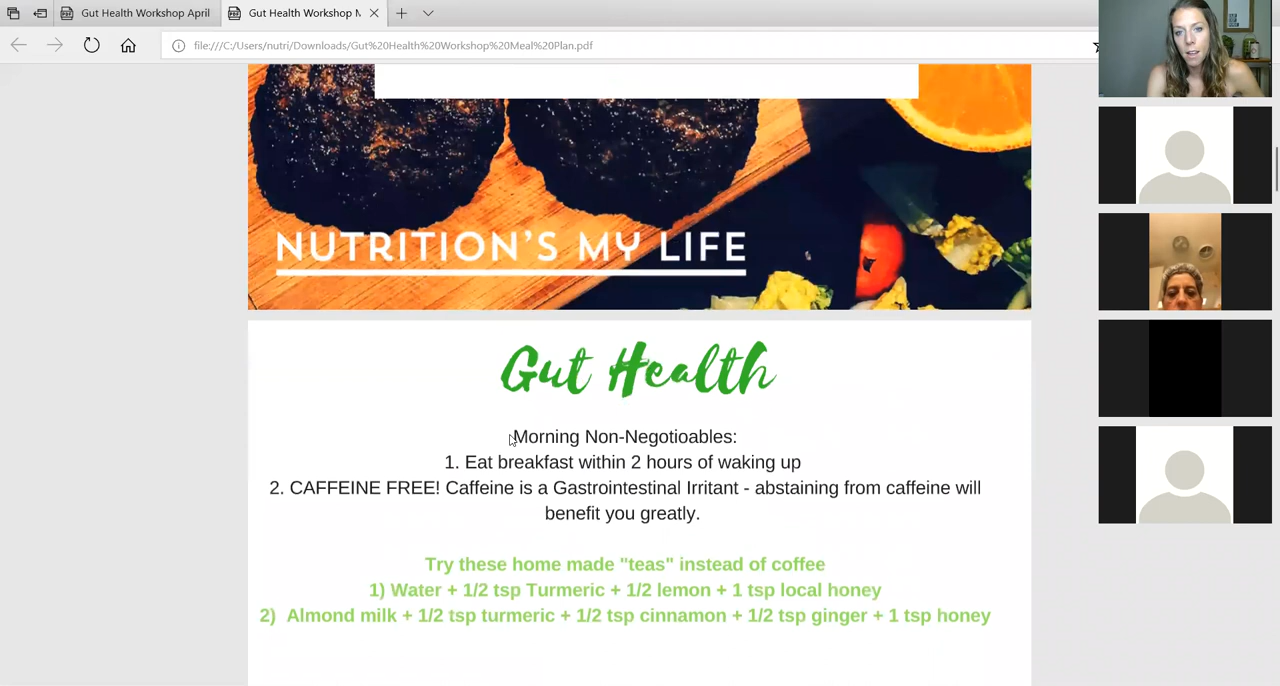 Gut Health Workshop April
Gut Health Workshop M
file:///C:/Users/nutri/Downloads/Gut%20Health%20Workshop%20Meal%20Plan.pdf
NUTRITION'S MY LIFE
Gut Health
Morning Non-Negotioables:
1. Eat breakfast within 2 hours of waking up
2. CAFFEINE FREE! Caffeine is a Gastrointestinal Irritant - abstaining from caffeine will
benefit you greatly.
Try these home made "teas" instead of coffee
1) Water + 1/2 tsp Turmeric + 1/2 lemon + 1 tsp local honey
2) Almond milk + 1/2 tsp turmeric + 1/2 tsp cinnamon + 1/2 tsp ginger + 1 tsp honey